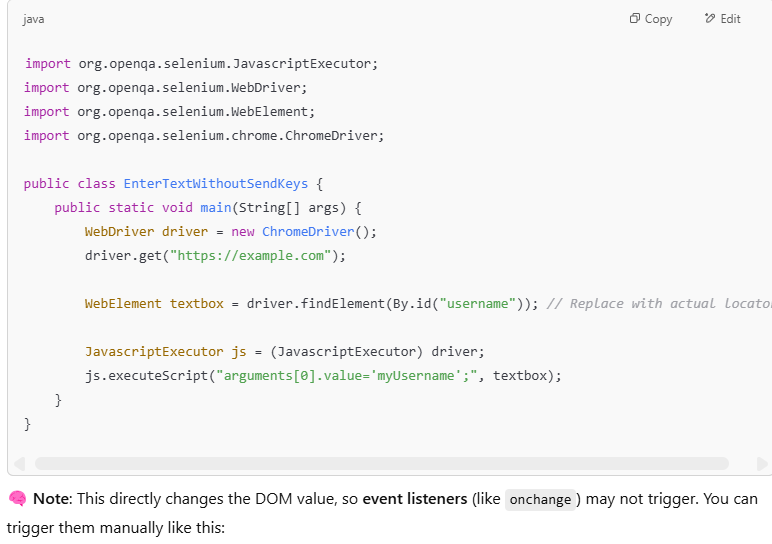 java Copy Edit
import org.openqa.selenium.JavascriptExecutor;
import org.openqa.selenium.WebDriver;
import org.openqa.selenium.WebElement;
import org.openqa.selenium.chrome.ChromeDriver;
public class EnterTextWithoutSendKeys {
public static void main(String[] args) {
WebDriver driver = new ChromeDriver();
driver.get("https://example.com");
WebElement textbox = driver.findElement(By.id("username")); // Replace with actual locator
JavascriptExecutor js = (JavascriptExecutor) driver;
js.executeScript("arguments[0].value='myUsername';", textbox);
}
}
🧠 Note: This directly changes the DOM value, so event listeners (like onchange) may not trigger. You can
trigger them manually like this: